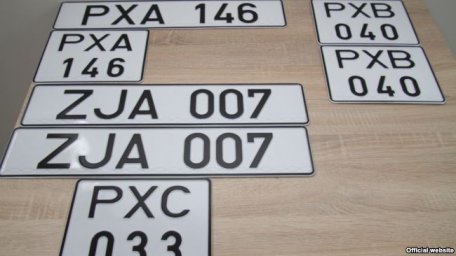 PXA 146
PXA
146
PXB
040
PXB
040
ZJA 007
ZJA 007
PXC
033
Official website